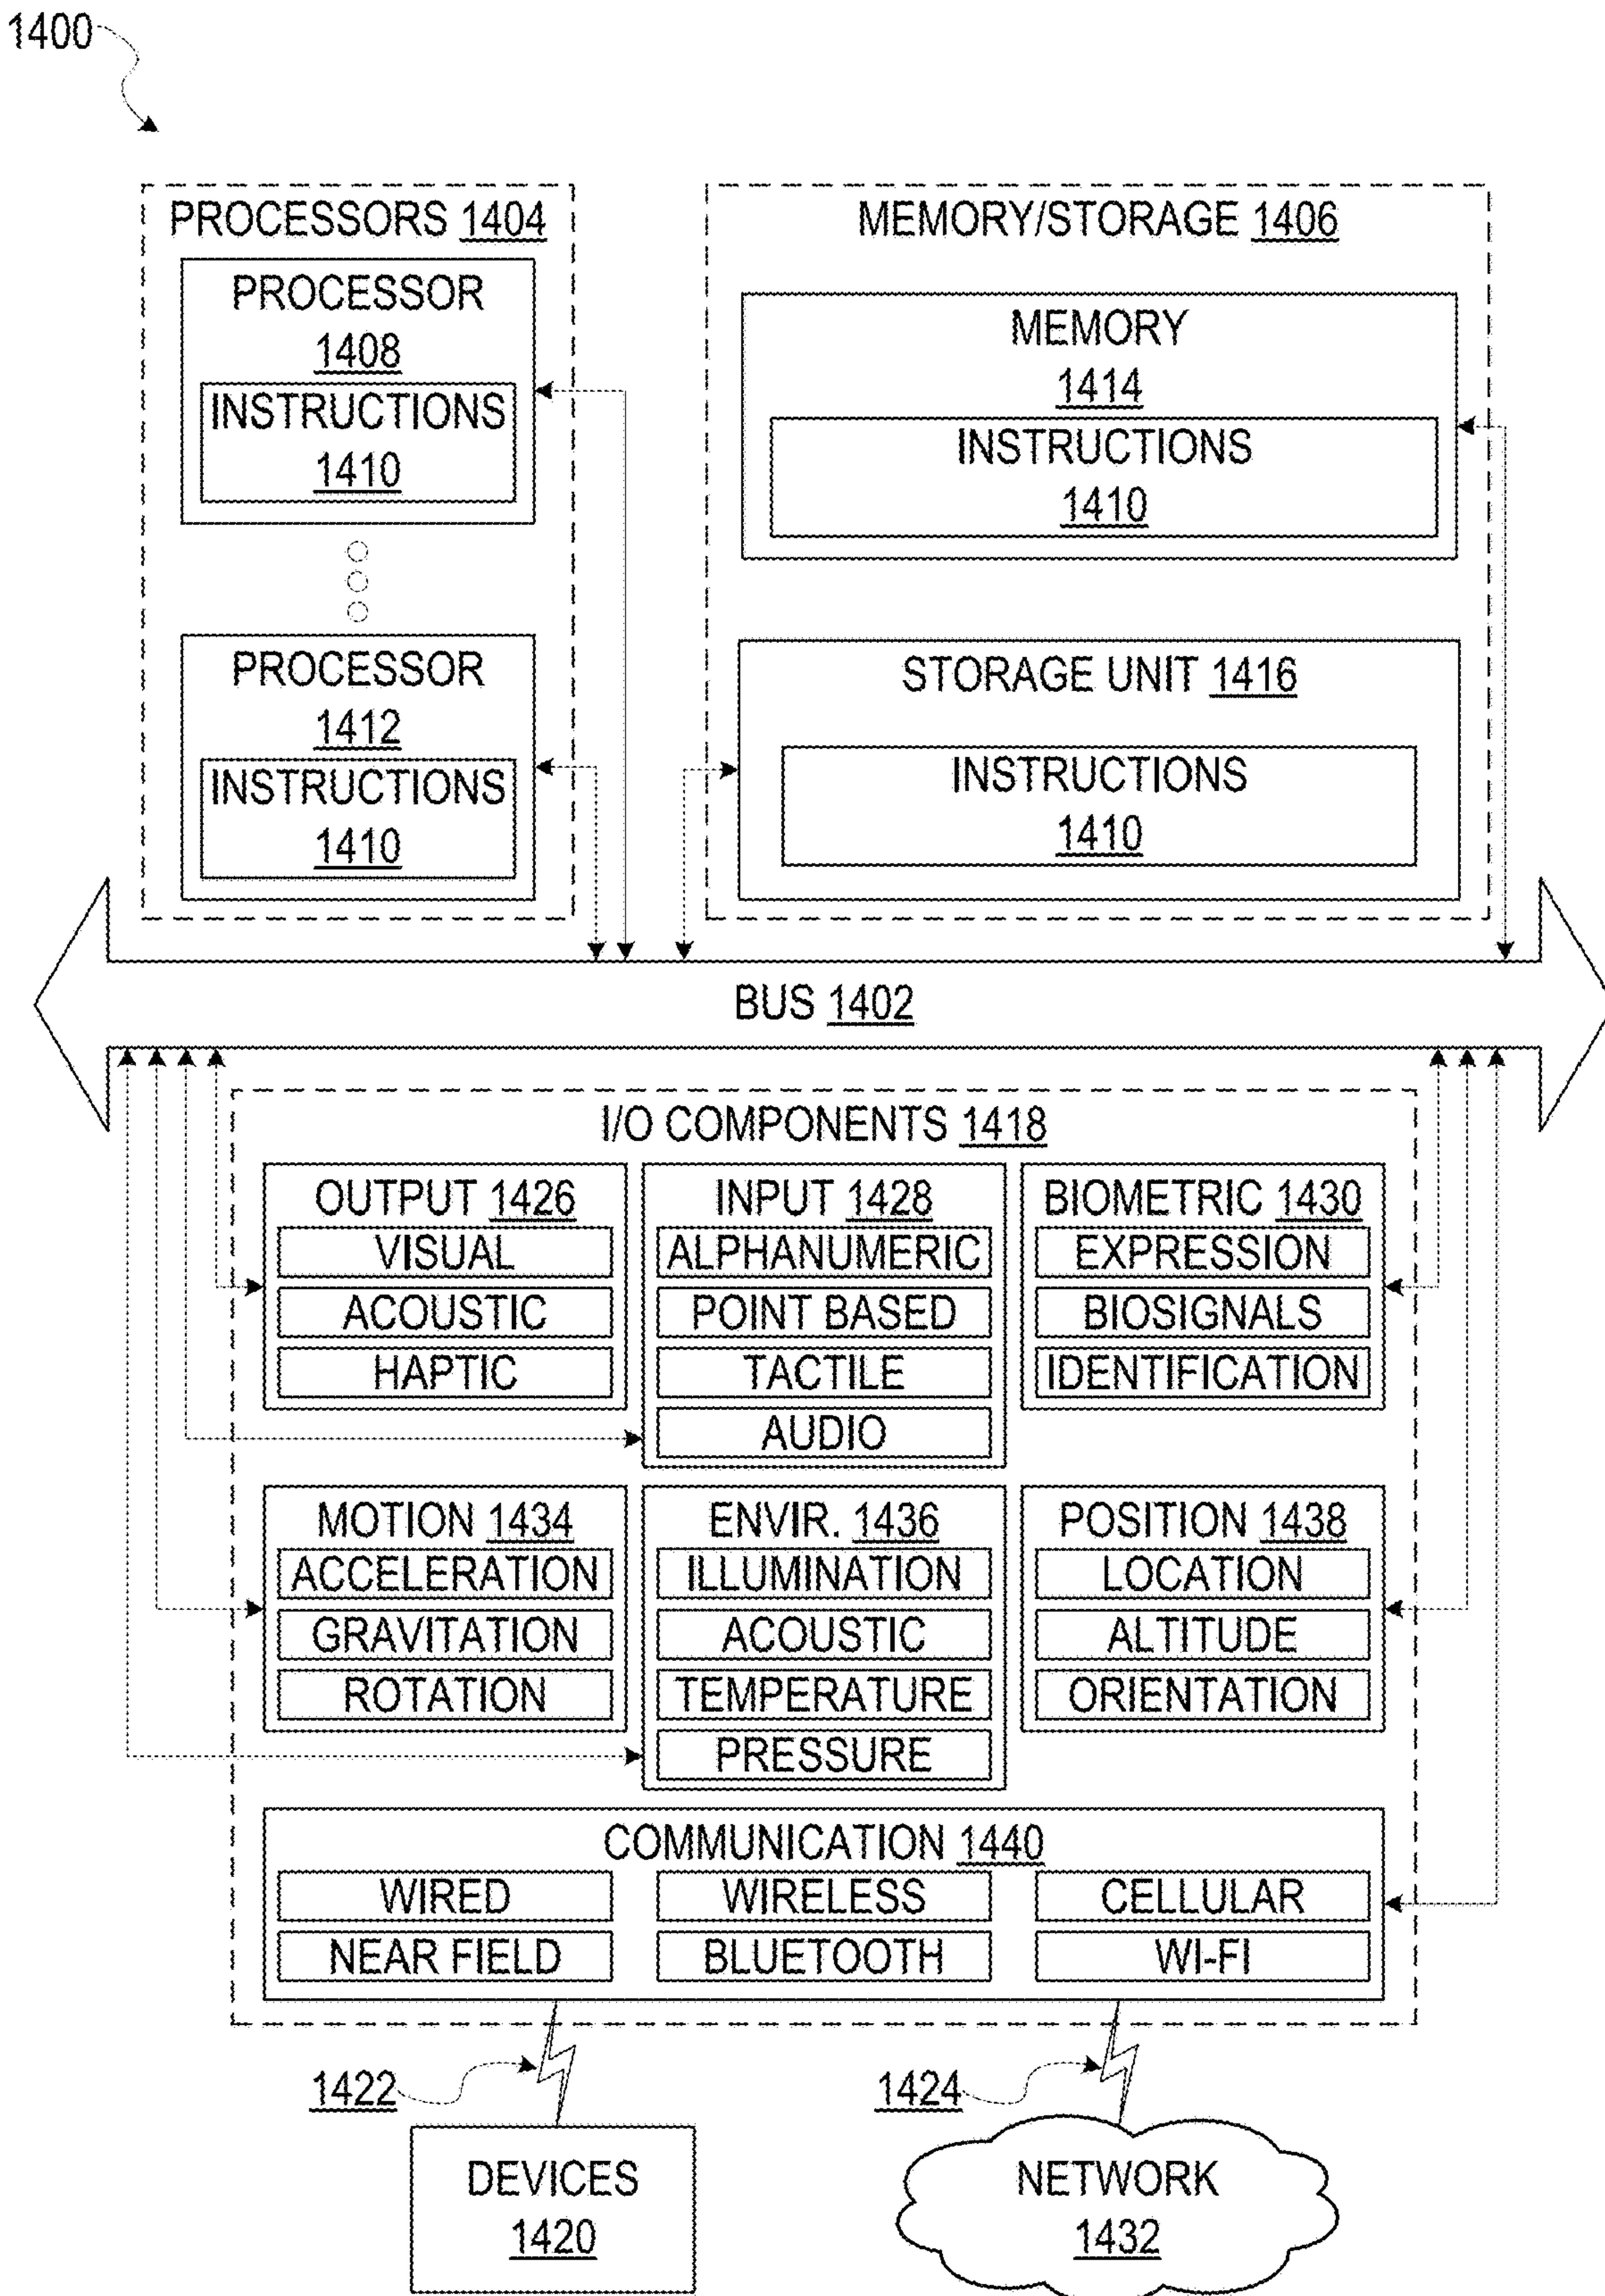 1400
PROCESSORS 1404
PROCESSOR
1408
INSTRUCTIONS
1410
PROCESSOR
1412
INSTRUCTIONS
1410
MEMORY/STORAGE 1406
MEMORY
1414
INSTRUCTIONS
1410
STORAGE UNIT 1416
INSTRUCTIONS
1410
BUS 1402
I/O COMPONENTS 1418
OUTPUT 1426
VISUAL
ACOUSTIC
HAPTIC
INPUT 1428
ALPHANUMERIC
POINT BASED
TACTILE
AUDIO
BIOMETRIC 1430
EXPRESSION
BIOSIGNALS
IDENTIFICATION
MOTION 1434
ACCELERATION
GRAVITATION
ROTATION
ENVIR. 1436
ILLUMINATION
ACOUSTIC
TEMPERATURE
PRESSURE
POSITION 1438
LOCATION
ALTITUDE
ORIENTATION
COMMUNICATION 1440
WIRED
WIRELESS
CELLULAR
NEAR FIELD
BLUETOOTH
WI-FI
1422
1424
DEVICES
1420
NETWORK
1432